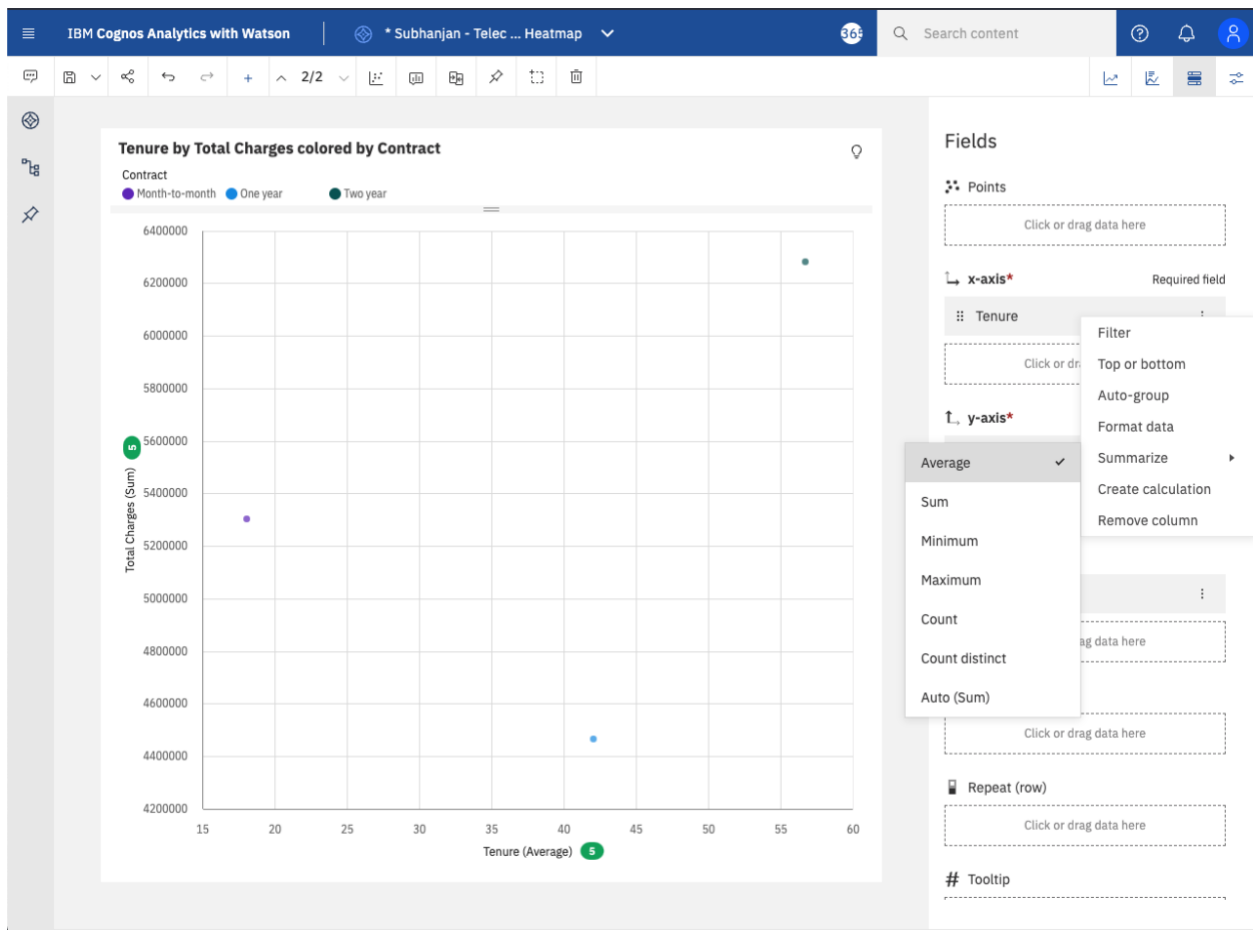 IBM Cognos Analytics with Watson
* Subhanjan - Telec ... Heatmap
365
Search content
2/2
Tenure by Total Charges colored by Contract
Contract
Month-to-month One year Two year
6400000
6200000
6000000
5800000
5600000
5400000
5200000
5000000
4800000
4600000
4400000
4200000
Total Charges (Sum) 5
15 20 25 30 35 40 45 50 55 60
Tenure (Average) 5
Fields
Points
Click or drag data here
x-axis* Required field
Tenure
Click or dr
y-axis*
Filter
Top or bottom
Auto-group
Format data
Summarize
Create calculation
Remove column
Average
Sum
Minimum
Maximum
Count
Count distinct
Auto (Sum)
ag data here
Click or drag data here
Repeat (row)
Click or drag data here
# Tooltip